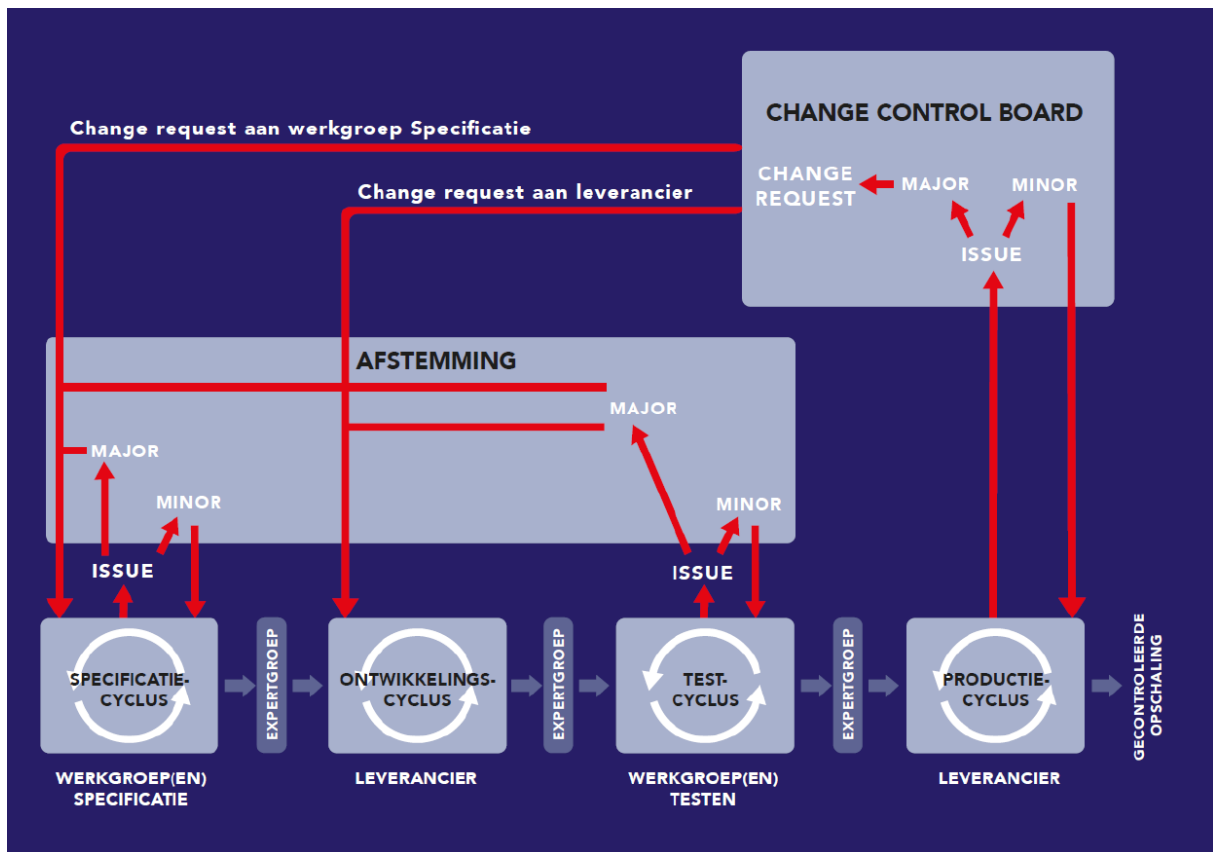 CHANGE CONTROL BOARD
Change request aan werkgroep Specificatie
CHANGE
REQUEST
MAJOR
MINOR
Change request aan leverancier
ISSUE
AFSTEMMING
MAJOR
MAJOR
MINOR
MINOR
ISSUE
ISSUE
SPECIFICATIE-
CYCLUS
EXPERTGROEP
ONTWIKKELINGS-
CYCLUS
EXPERTGROEP
TEST-
CYCLUS
EXPERTGROEP
PRODUCTIE-
CYCLUS
GECONTROLEERDE
OPSCHALING
WERKGROEP(EN)
SPECIFICATIE
LEVERANCIER
WERKGROEP(EN)
TESTEN
LEVERANCIER